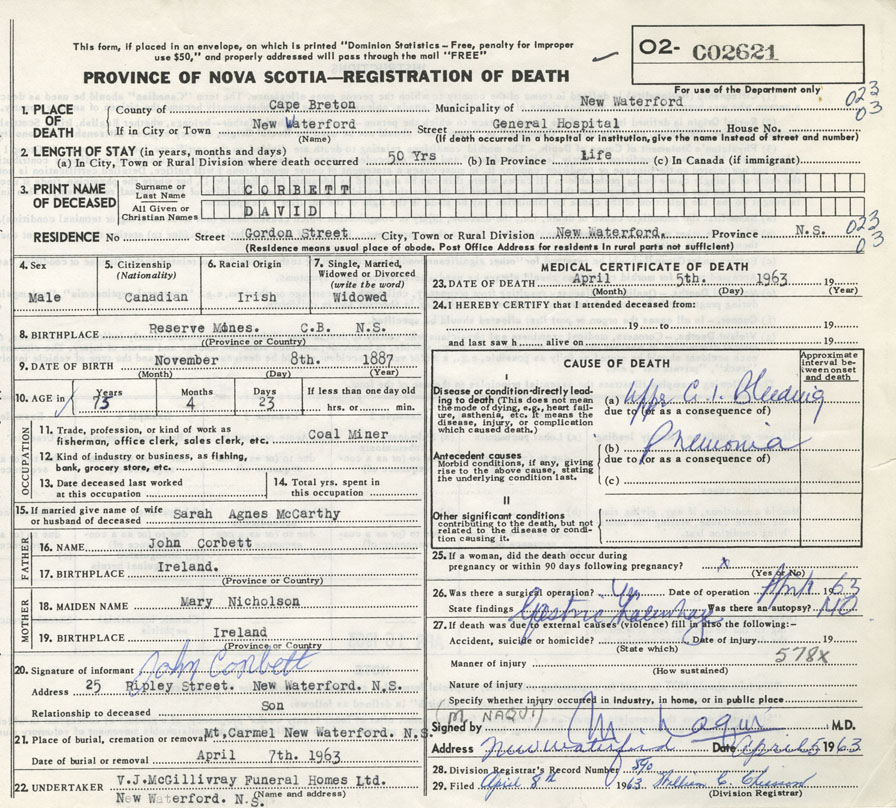 This form, if placed in an envelope, on which is printed "Dominion Statistics – Free, penalty for improper
use $50," and properly addressed will pass through the mail "FREE"
O2- C02621
PROVINCE OF NOVA SCOTIA—REGISTRATION OF DEATH
For use of the Department only
1. PLACE OF DEATH
County of Cape Breton Municipality of New Waterford 023
If in City or Town New Waterford Street General Hospital House No. 03
(Name) (If death occurred in a hospital or institution, give the name instead of street and number)
2. LENGTH OF STAY (in years, months and days)
(a) In City, Town or Rural Division where death occurred 50 Yrs (b) In Province Life (c) In Canada (if immigrant)
3. PRINT NAME OF DECEASED
Surname or Last Name CORBETT
All Given or Christian Names DAVID
RESIDENCE No Street Gordon Street City, Town or Rural Division New Waterford. Province N.S. 023
03
(Residence means usual place of abode. Post Office Address for residents in rural parts not sufficient)
4. Sex Male
5. Citizenship (Nationality) Canadian
6. Racial Origin Irish
7. Single, Married, Widowed or Divorced (write the word) Widowed
8. BIRTHPLACE Reserve Mines. C.B. N.S.
(Province or Country)
9. DATE OF BIRTH November 8th. 1887
(Month) (Day) (Year)
10. AGE in Years 73 Months 4 Days 23 If less than one day old hrs. or min.
OCCUPATION
11. Trade, profession, or kind of work as
fisherman, office clerk, sales clerk, etc. Coal Miner
12. Kind of industry or business, as fishing,
bank, grocery store, etc.
13. Date deceased last worked
at this occupation
14. Total yrs. spent in
this occupation
15. If married give name of wife
or husband of deceased Sarah Agnes McCarthy
FATHER
16. NAME John Corbett
17. BIRTHPLACE Ireland.
(Province or Country)
MOTHER
18. MAIDEN NAME Mary Nicholson
19. BIRTHPLACE Ireland
(Province or Country)
20. Signature of informant John Corbett
Address 25 Ripley Street. New Waterford. N.S.
Relationship to deceased Son
21. Place of burial, cremation or removal Mt,Carmel New Waterford. N.S.
Date of burial or removal April 7th. 1963
22. UNDERTAKER V.J.McGillivray Funeral Homes Ltd.
New Waterford. N.S. (Name and address)
MEDICAL CERTIFICATE OF DEATH
23. DATE OF DEATH April 5th. 1963
(Month) (Day) (Year)
24. I HEREBY CERTIFY that I attended deceased from:
19 to 19
and last saw h alive on 19
CAUSE OF DEATH
Approximate interval between onset and death
I
Disease or condition directly leading to death (This does not mean the mode of dying, e.g., heart failure, asthenia, etc. It means the disease, injury, or complication which caused death.)
(a) Upper G.I. Bleeding
due to (or as a consequence of)
Antecedent causes
Morbid conditions, if any, giving rise to the above cause, stating the underlying condition last.
(b) Pnemonia
due to (or as a consequence of)
(c)
II
Other significant conditions
contributing to the death, but not related to the disease or condition causing it.
25. If a woman, did the death occur during
pregnancy or within 90 days following pregnancy? x
(Yes or No)
26. Was there a surgical operation? Yes Date of operation April 1963
State findings Gastric Was there an autopsy? NO
27. If death was due to external causes (violence) fill in also the following:–
Accident, suicide or homicide? Date of injury 19
(State which) 578x
Manner of injury
(How sustained)
Nature of injury
Specify whether injury occurred in industry, in home, or in public place
(M. NAQUI)
Signed by M. Naqui M.D.
Address New Waterford Date April 5 1963
28. Division Registrar's Record Number 590
29. Filed April 8th 1963
(Division Registrar)